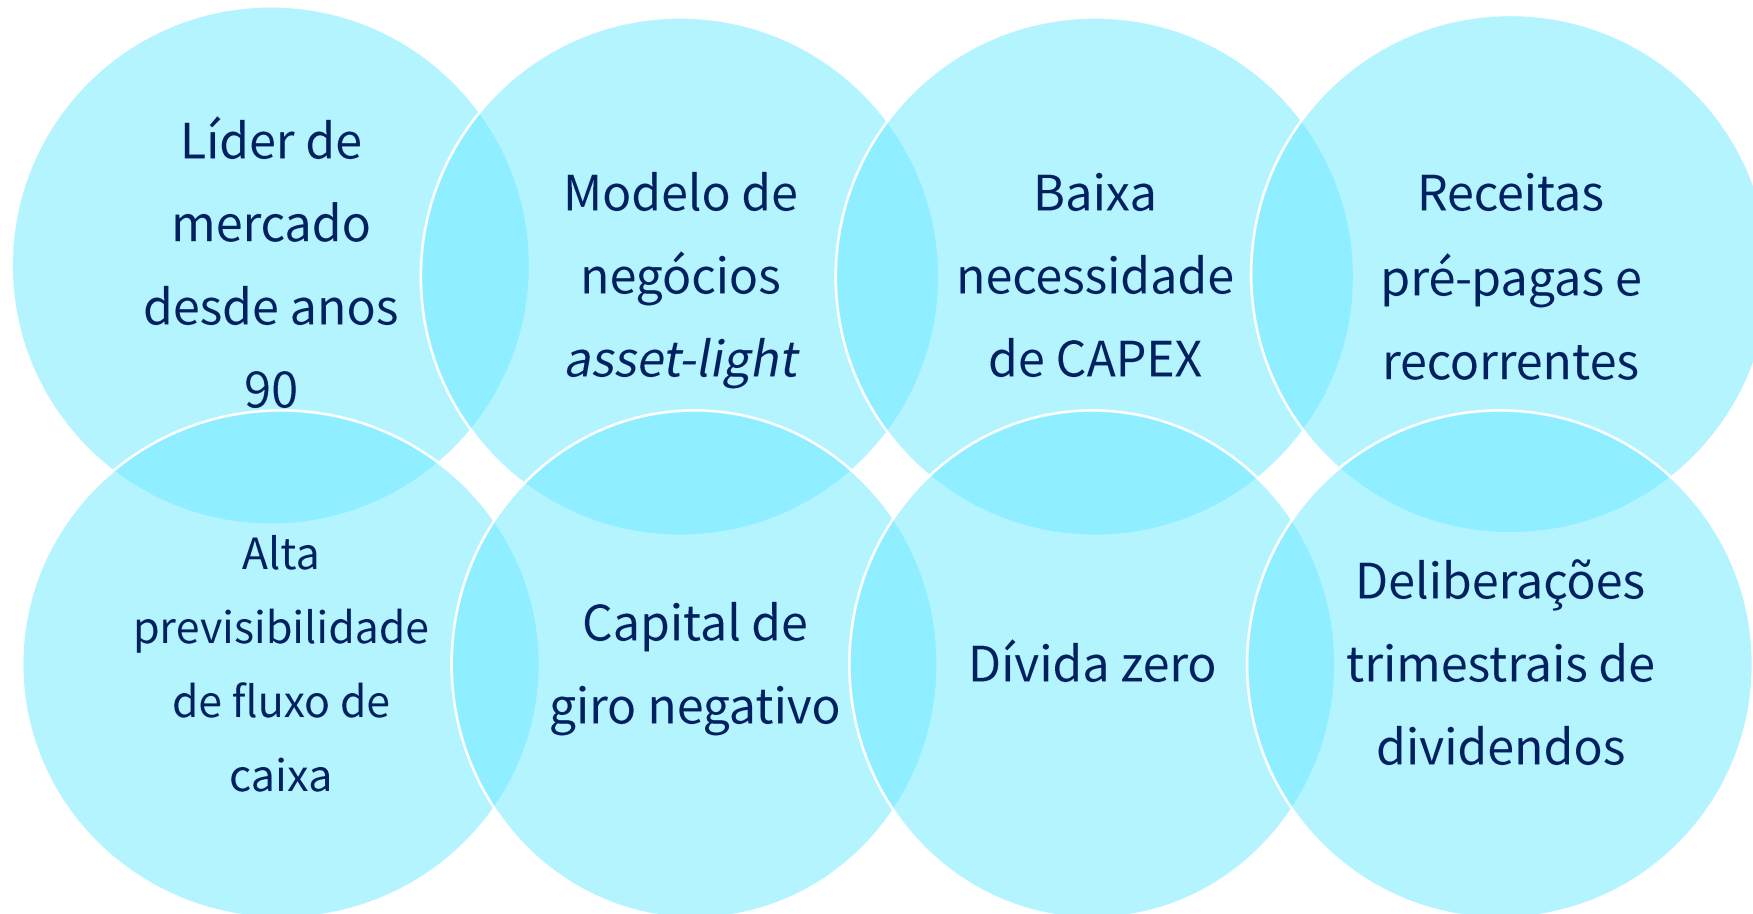 Líder de
mercado
desde anos
90
Modelo de
negócios
asset-light
Baixa
necessidade
de CAPEX
Receitas
pré-pagas e
recorrentes
Alta
previsibilidade
de fluxo de
caixa
Capital de
giro negativo
Dívida zero
Deliberações
trimestrais de
dividendos